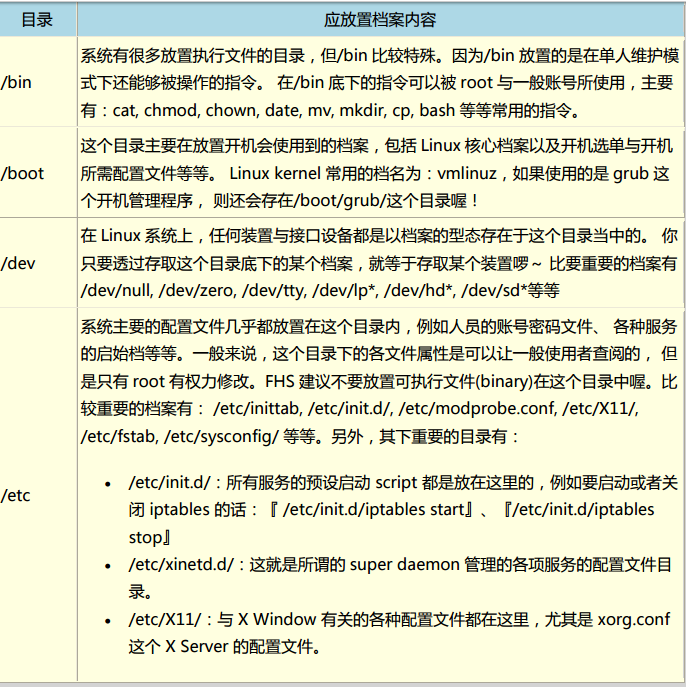 目录 应放置档案内容
/bin
系统有很多放置执行文件的目录，但/bin 比较特殊。因为/bin 放置的是在单人维护模
式下还能够被操作的指令。 在/bin 底下的指令可以被 root 与一般账号所使用，主要
有：cat, chmod, chown, date, mv, mkdir, cp, bash 等等常用的指令。
/boot
这个目录主要在放置开机会使用到的档案，包括 Linux 核心档案以及开机选单与开机
所需配置文件等等。 Linux kernel 常用的档名为：vmlinuz，如果使用的是 grub 这
个开机管理程序， 则还会存在/boot/grub/这个目录喔！
/dev
在 Linux 系统上，任何装置与接口设备都是以档案的型态存在于这个目录当中的。 你
只要透过存取这个目录底下的某个档案，就等于存取某个装置啰～ 比要重要的档案有
/dev/null, /dev/zero, /dev/tty, /dev/lp*, /dev/hd*, /dev/sd*等等
/etc
系统主要的配置文件几乎都放置在这个目录内，例如人员的账号密码文件、 各种服务
的启始档等等。一般来说，这个目录下的各文件属性是可以让一般使用者查阅的， 但
是只有 root 有权力修改。FHS 建议不要放置可执行文件(binary)在这个目录中喔。比
较重要的档案有： /etc/inittab, /etc/init.d/, /etc/modprobe.conf, /etc/X11/,
/etc/fstab, /etc/sysconfig/ 等等。另外，其下重要的目录有：
• /etc/init.d/：所有服务的预设启动 script 都是放在这里的，例如要启动或者关
闭 iptables 的话：『 /etc/init.d/iptables start』、『/etc/init.d/iptables
stop』
• /etc/xinetd.d/：这就是所谓的 super daemon 管理的各项服务的配置文件目
录。
• /etc/X11/：与 X Window 有关的各种配置文件都在这里，尤其是 xorg.conf
这个 X Server 的配置文件。